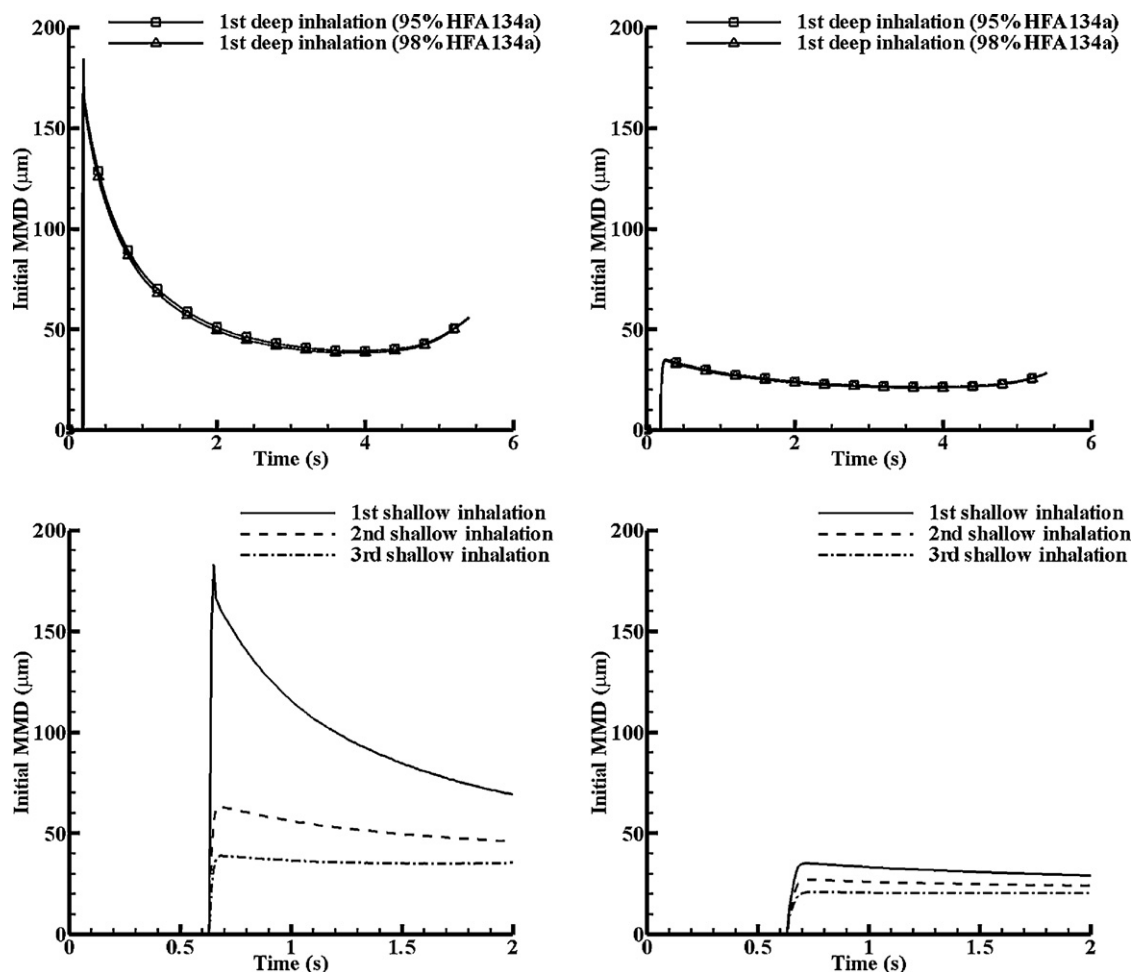 1st deep inhalation (95% HFA134a)
1st deep inhalation (98% HFA134a)
200
150
100
50
0
Initial MMD (μm)
0 2 4 6
Time (s)
1st deep inhalation (95% HFA134a)
1st deep inhalation (98% HFA134a)
200
150
100
50
0
Initial MMD (μm)
0 2 4 6
Time (s)
1st shallow inhalation
2nd shallow inhalation
3rd shallow inhalation
200
150
100
50
0
Initial MMD (μm)
0 0.5 1 1.5 2
Time (s)
1st shallow inhalation
2nd shallow inhalation
3rd shallow inhalation
200
150
100
50
0
Initial MMD (μm)
0 0.5 1 1.5 2
Time (s)